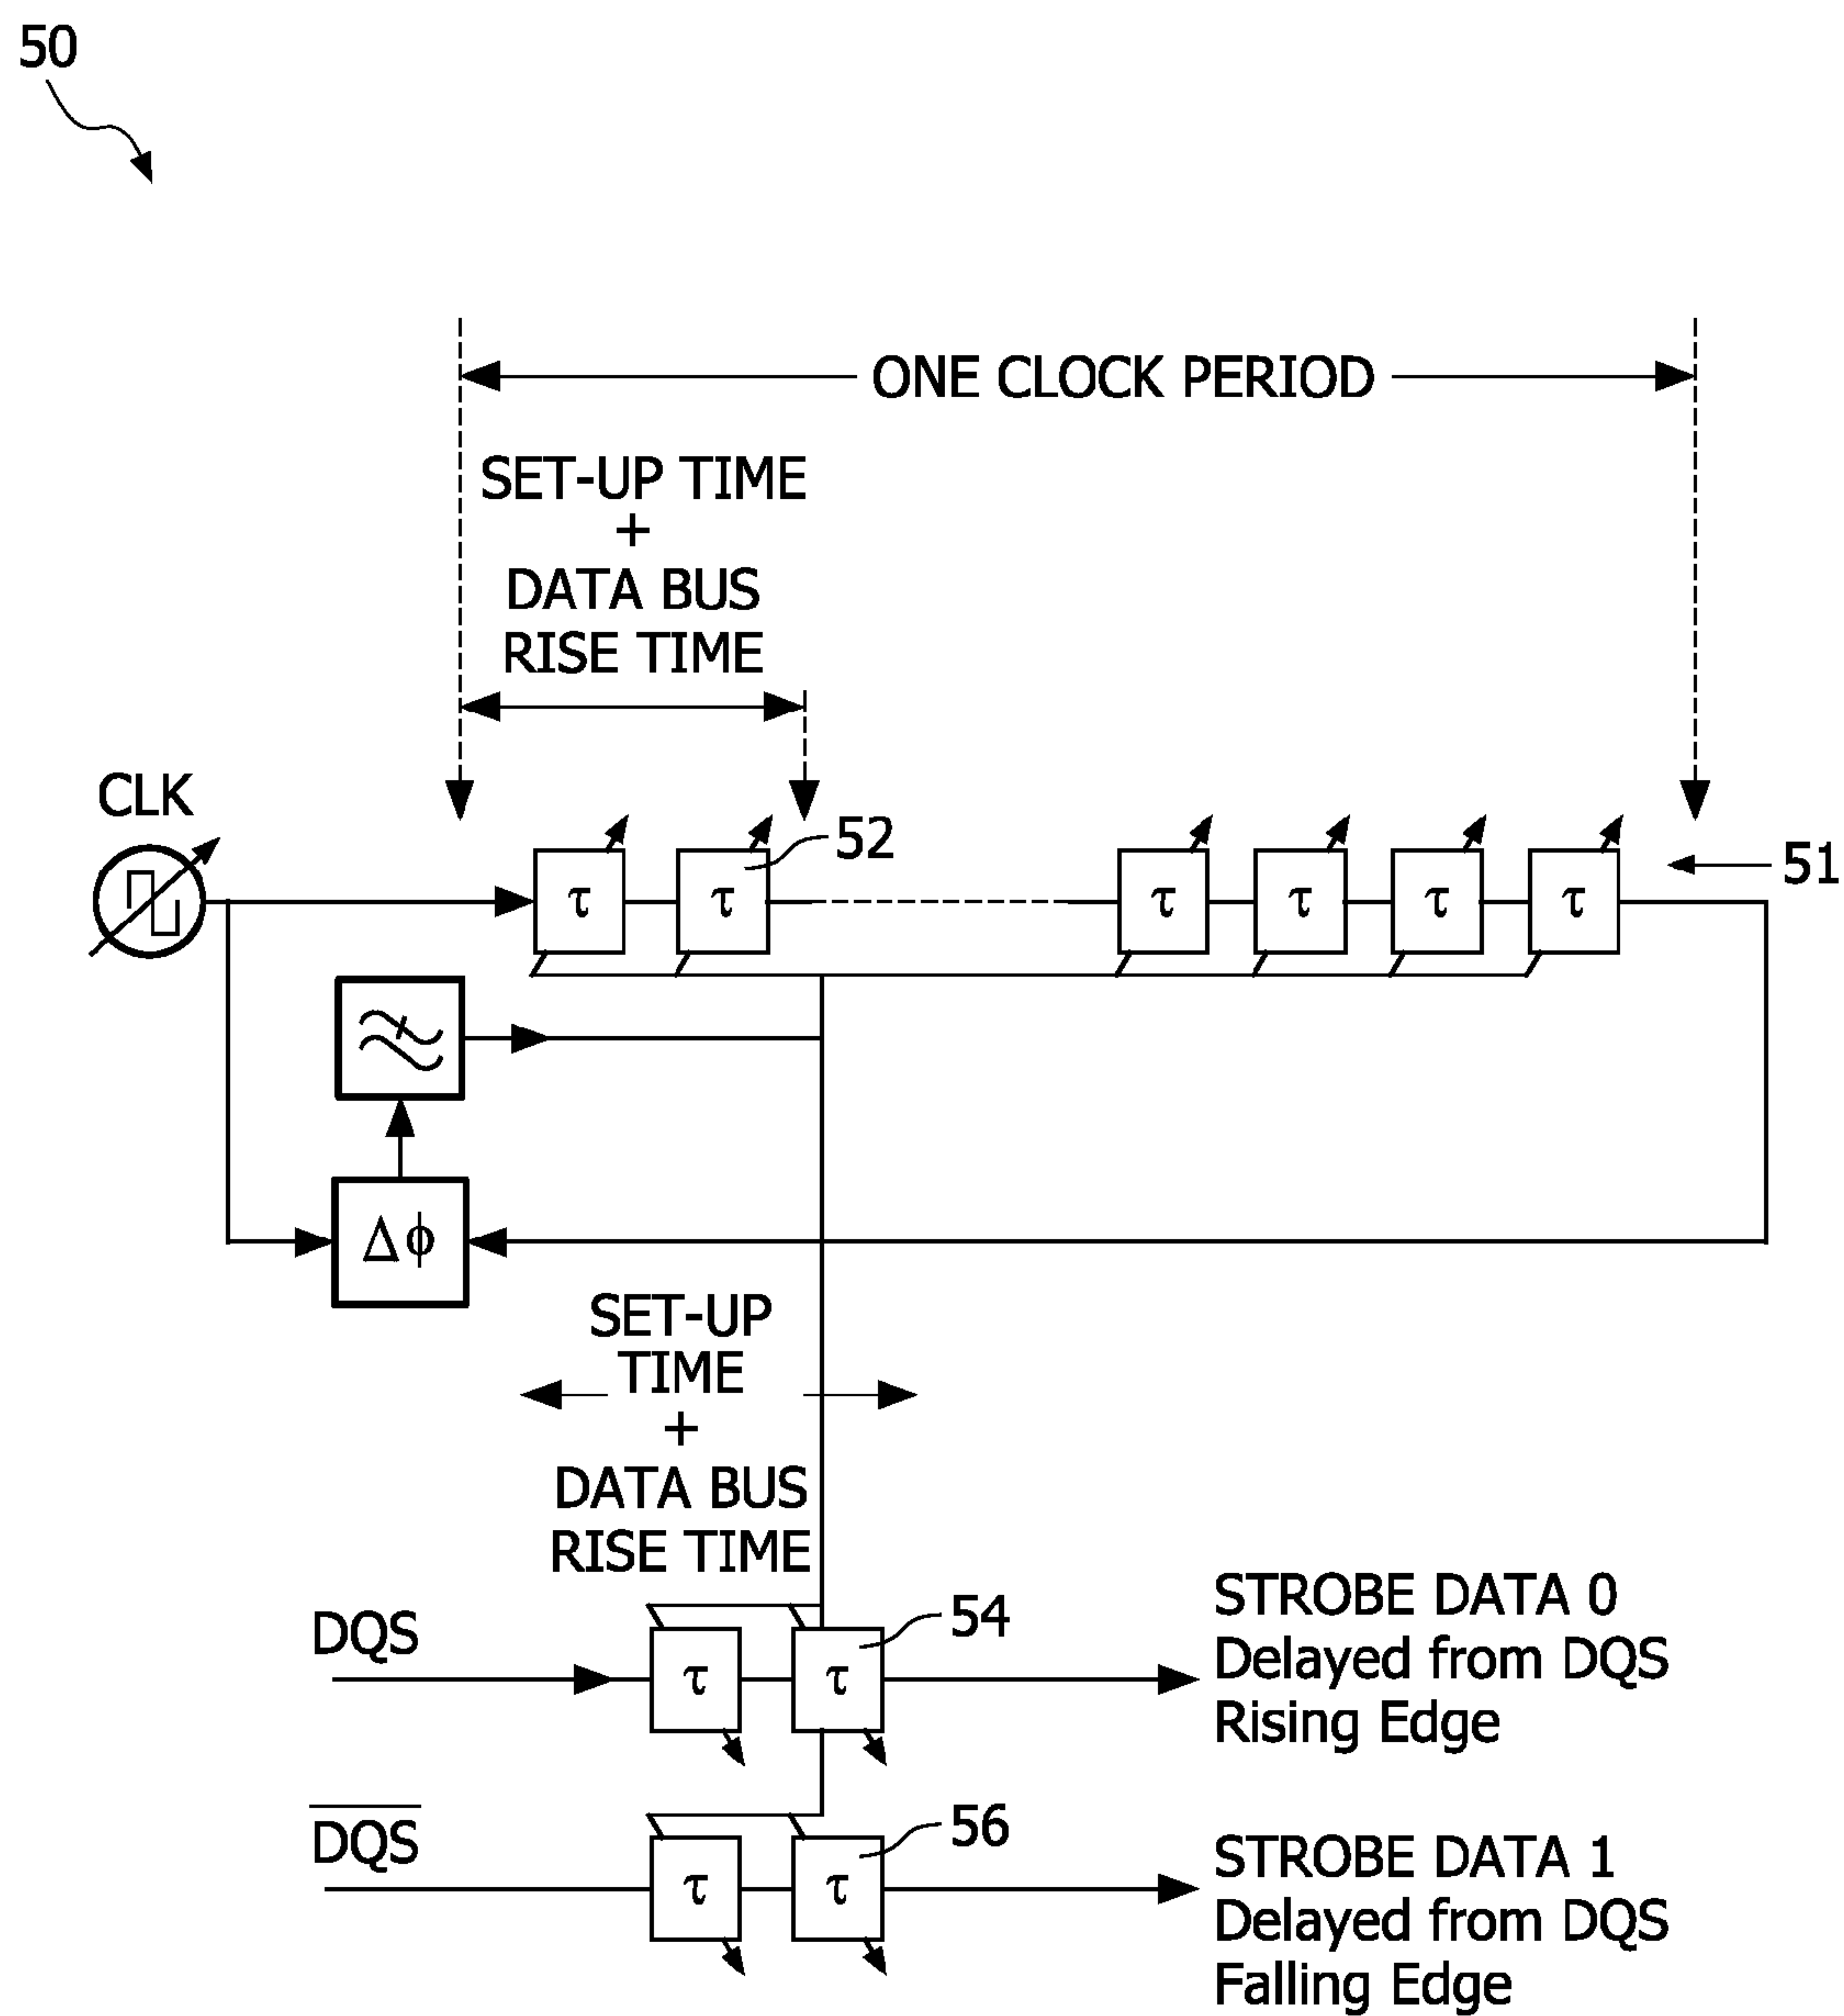 50
ONE CLOCK PERIOD
SET-UP TIME
+
DATA BUS
RISE TIME
CLK
52
51
τ τ τ τ τ τ
Δϕ
SET-UP
TIME
+
DATA BUS
RISE TIME
DQS
τ τ
54
STROBE DATA 0
Delayed from DQS
Rising Edge
D̅Q̅S̅
τ τ
56
STROBE DATA 1
Delayed from DQS
Falling Edge